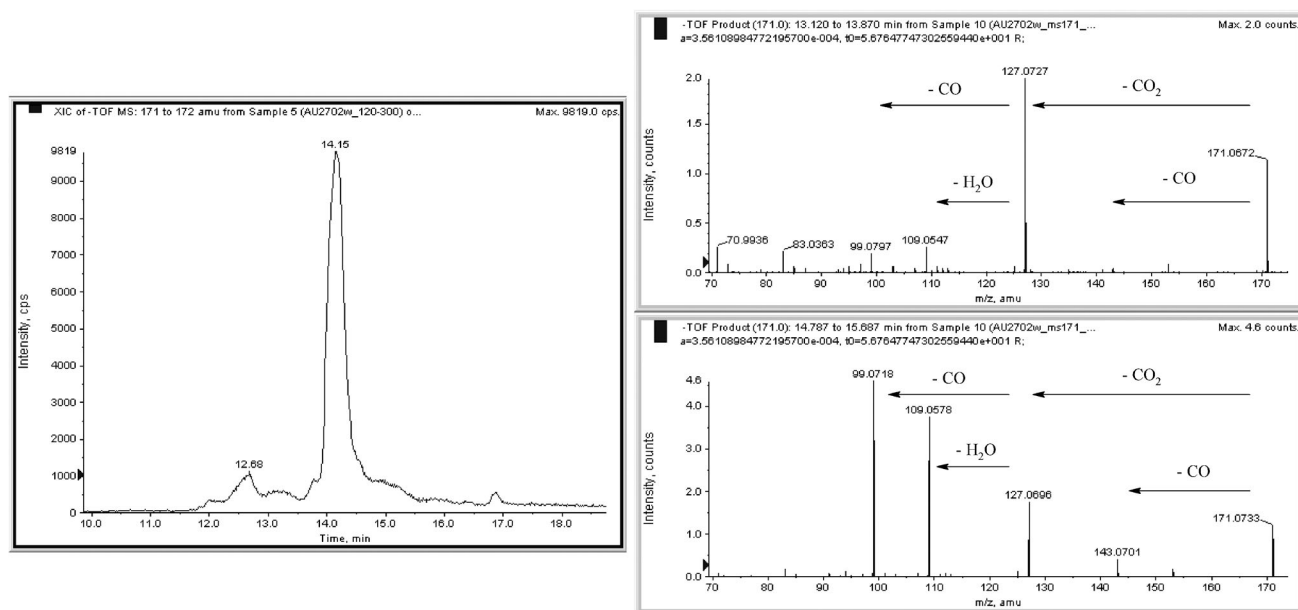 XIC of -TOF MS: 171 to 172 amu from Sample 5 (AU2702w_120-300) o... Max. 9819.0 cps.
14.15
9819
9000
8000
7000
6000
5000
4000
3000
2000
1000
0
12.68
10.0 11.0 12.0 13.0 14.0 15.0 16.0 17.0 18.0
Time, min
Intensity, cps
-TOF Product (171.0): 13.120 to 13.870 min from Sample 10 (AU2702w_ms171_... Max. 2.0 counts.
a=3.56108984772195700e-004, t0=5.67647747302559440e+001 R;
2.0
1.5
1.0
0.5
0.0
127.0727
- CO
- CO₂
171.0672
- H₂O
- CO
70.9936
83.0363
99.0797
109.0547
70 80 90 100 110 120 130 140 150 160 170
m/z, amu
Intensity, counts
-TOF Product (171.0): 14.787 to 15.687 min from Sample 10 (AU2702w_ms171_... Max. 4.6 counts.
a=3.56108984772195700e-004, t0=5.67647747302559440e+001 R;
4.6
4.0
3.0
2.0
1.0
0.0
99.0718
- CO
- CO₂
109.0578
- H₂O
- CO
127.0696
171.0733
143.0701
70 80 90 100 110 120 130 140 150 160 170
m/z, amu
Intensity, counts